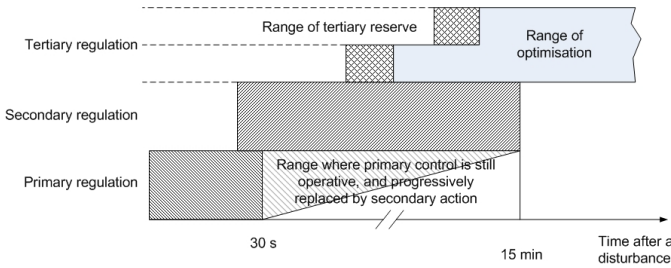 Range of tertiary reserve
Tertiary regulation
Range of
optimisation
Secondary regulation
Primary regulation
Range where primary control is still
operative, and progressively
replaced by secondary action
30 s
15 min
Time after a
disturbance